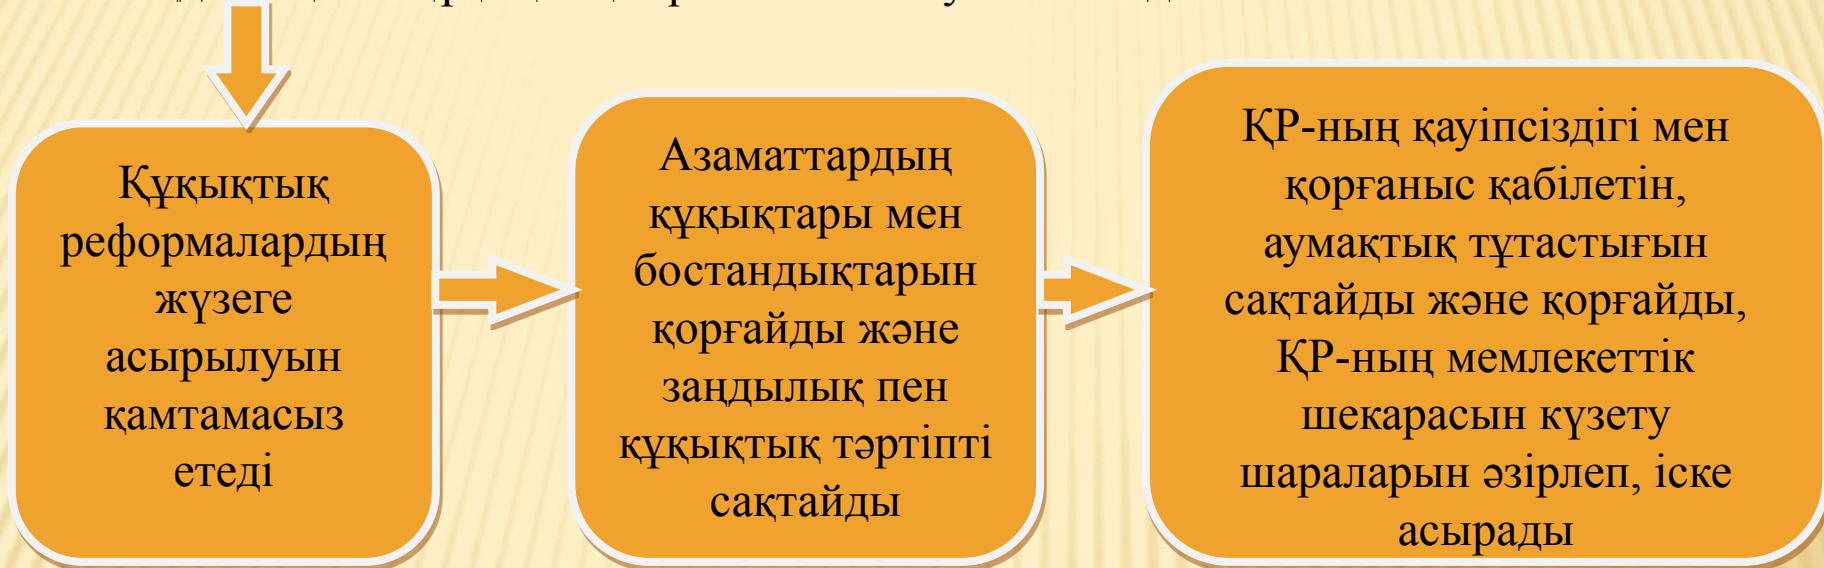 Құқықтық
реформалардың
жүзеге
асырылуын
қамтамасыз
етеді
Азаматтардың
құқықтары мен
бостандықтарын
қорғайды және
заңдылық пен
құқықтық тәртіпті
сақтайды
ҚР-ның қауіпсіздігі мен
қорғаныс қабілетін,
аумақтық тұтастығын
сақтайды және қорғайды,
ҚР-ның мемлекеттік
шекарасын күзету
шараларын әзірлеп, іске
асырады